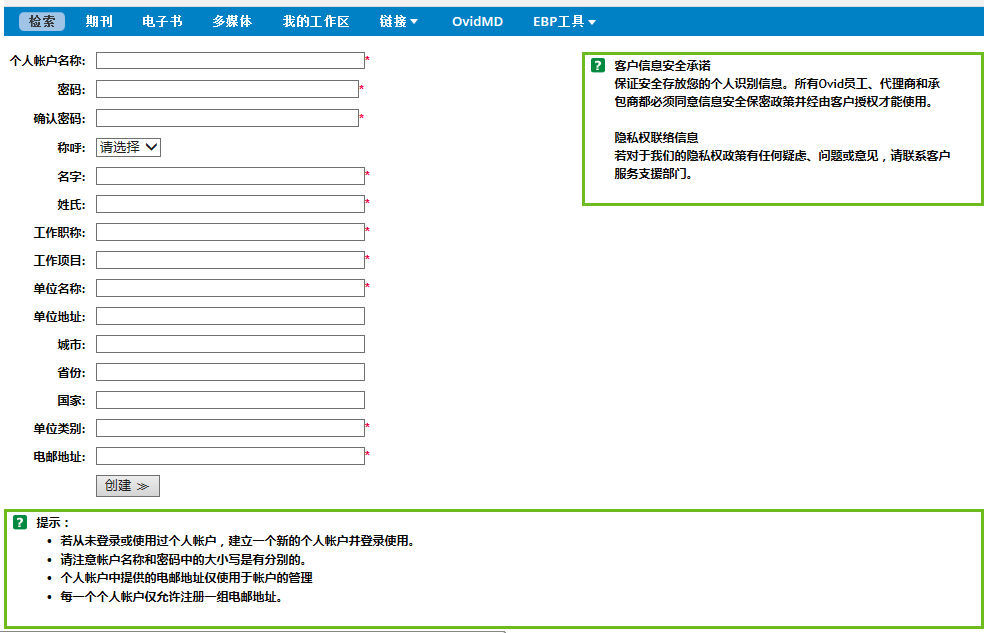 检索 期刊 电子书 多媒体 我的工作区 链接 OvidMD EBP工具
个人帐户名称: *
密码: *
确认密码: *
称呼: 请选择
名字: *
姓氏: *
工作职称: *
工作项目: *
单位名称: *
单位地址:
城市:
省份:
国家:
单位类别: *
电邮地址: *
创建 ≫
? 客户信息安全承诺
保证安全存放您的个人识别信息。所有Ovid员工、代理商和承
包商都必须同意信息安全保密政策并经由客户授权才能使用。
隐私权联络信息
若对于我们的隐私权政策有任何疑虑、问题或意见，请联系客户
服务支援部门。
? 提示：
• 若从未登录或使用过个人帐户，建立一个新的个人帐户并登录使用。
• 请注意帐户名称和密码中的大小写是有分别的。
• 个人帐户中提供的电邮地址仅使用于帐户的管理
• 每一个个人帐户仅允许注册一组电邮地址。